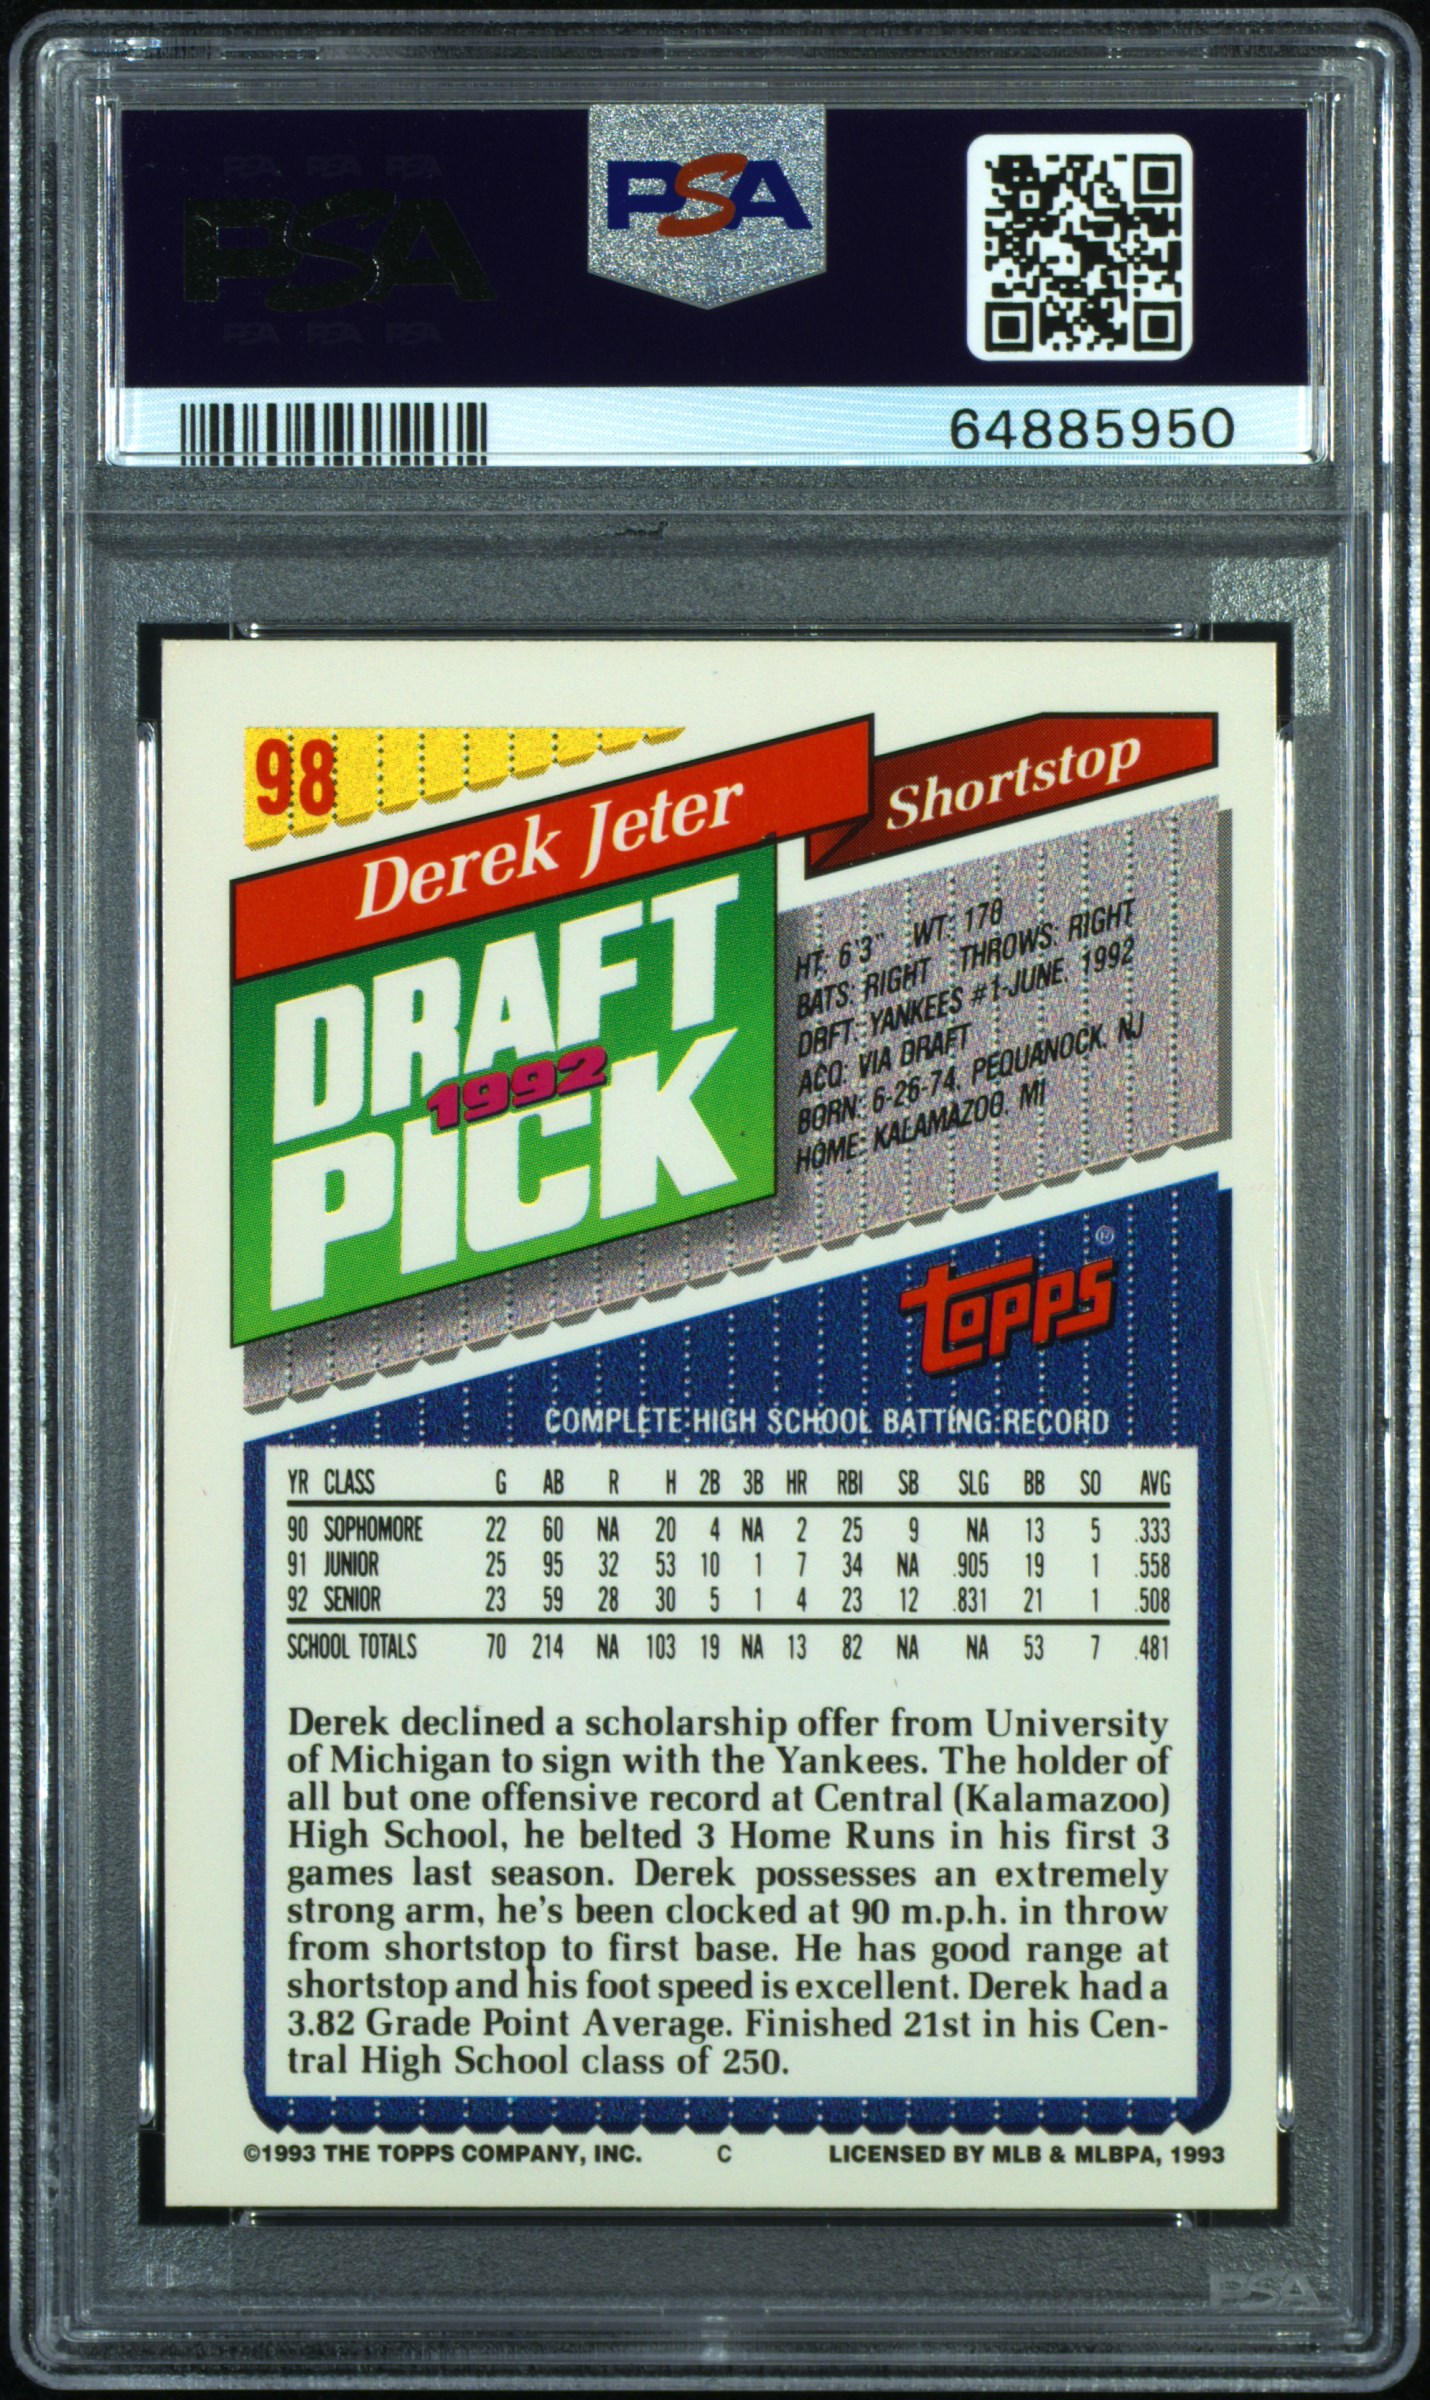 PSA PSA PSA
PSA
PSA PSA PSA
PSA
64885950
98
Derek Jeter
Shortstop
DRAFT
1992
PICK
HT: 6'3" WT: 170
BATS: RIGHT THROWS: RIGHT
DRFT: YANKEES #1-JUNE, 1992
ACQ: VIA DRAFT
BORN: 6-26-74, PEQUANOCK, NJ
HOME: KALAMAZOO, MI
TOPPS®
COMPLETE HIGH SCHOOL BATTING RECORD
YR CLASS G AB R H 2B 3B HR RBI SB SLG BB SO AVG
90 SOPHOMORE 22 60 NA 20 4 NA 2 25 9 NA 13 5 .333
91 JUNIOR 25 95 32 53 10 1 7 34 NA .905 19 1 .558
92 SENIOR 23 59 28 30 5 1 4 23 12 .831 21 1 .508
SCHOOL TOTALS 70 214 NA 103 19 NA 13 82 NA NA 53 7 .481
Derek declined a scholarship offer from University
of Michigan to sign with the Yankees. The holder of
all but one offensive record at Central (Kalamazoo)
High School, he belted 3 Home Runs in his first 3
games last season. Derek possesses an extremely
strong arm, he's been clocked at 90 m.p.h. in throw
from shortstop to first base. He has good range at
shortstop and his foot speed is excellent. Derek had a
3.82 Grade Point Average. Finished 21st in his Cen-
tral High School class of 250.
©1993 THE TOPPS COMPANY, INC. C LICENSED BY MLB & MLBPA, 1993
PSA